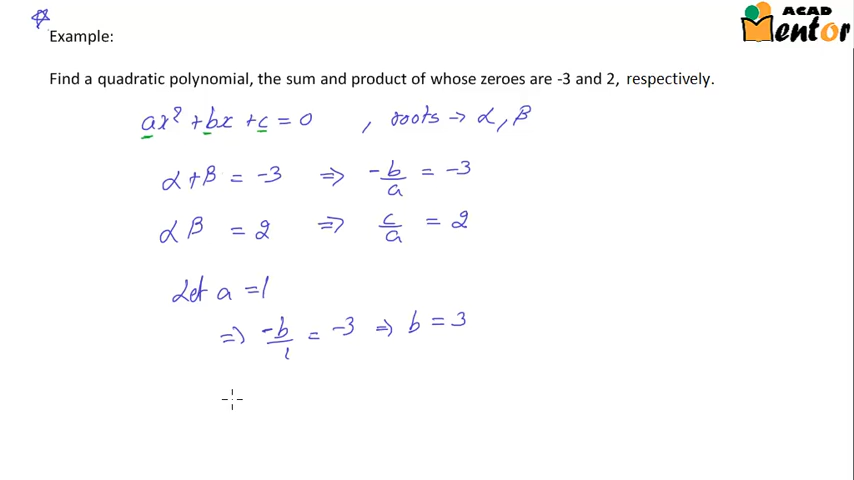 ACAD
Mentor
Example:
Find a quadratic polynomial, the sum and product of whose zeroes are -3 and 2, respectively.
ax² + bx + c = 0 , roots → α, β
α + β = -3 ⇒ -b/a = -3
α β = 2 ⇒ c/a = 2
Let a = 1
⇒ -b/1 = -3 ⇒ b = 3